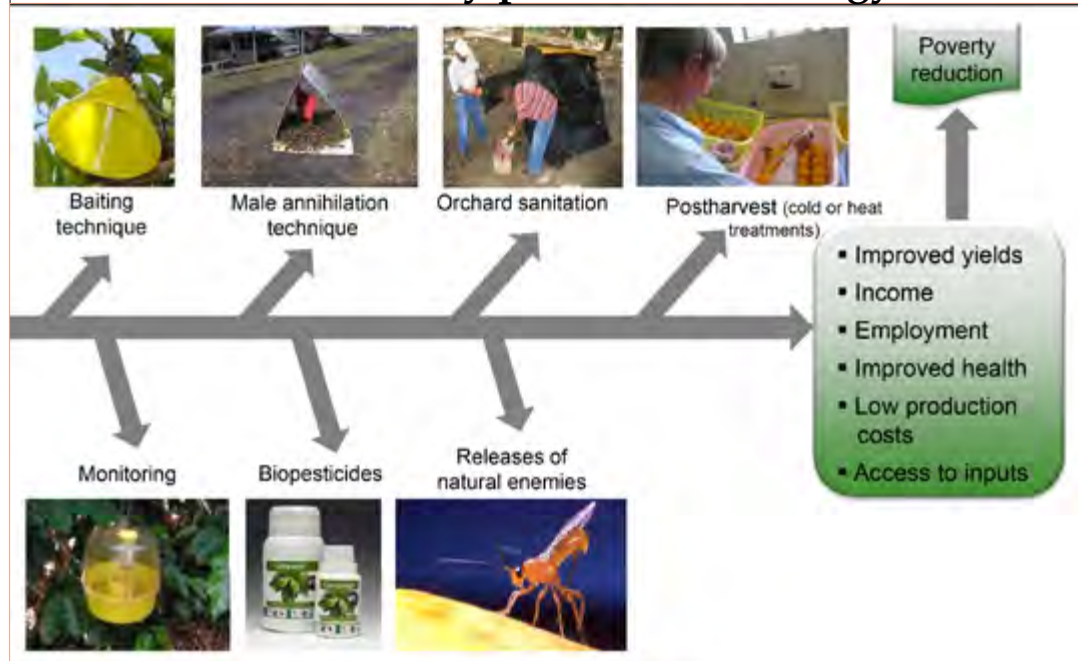 Poverty
reduction
Baiting
technique
Male annihilation
technique
Orchard sanitation
Postharvest (cold or heat
treatments)
▪ Improved yields
▪ Income
▪ Employment
▪ Improved health
▪ Low production
costs
▪ Access to inputs
Monitoring
Biopesticides
Releases of
natural enemies